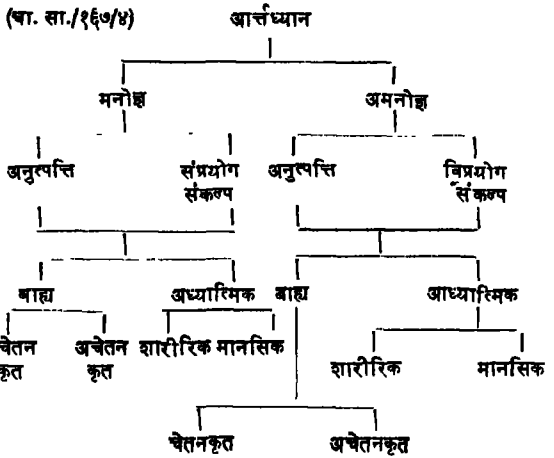 (चा. सा./१६७/४) आर्त्तध्यान
मनोज्ञ अमनोज्ञ
अनुत्पत्ति संप्रयोग अनुत्पत्ति विप्रयोग
संकल्प संकल्प
बाह्य अध्यात्मिक बाह्य आध्यात्मिक
चेतन अचेतन शारीरिक मानसिक
कृत कृत
शारीरिक मानसिक
चेतनकृत अचेतनकृत